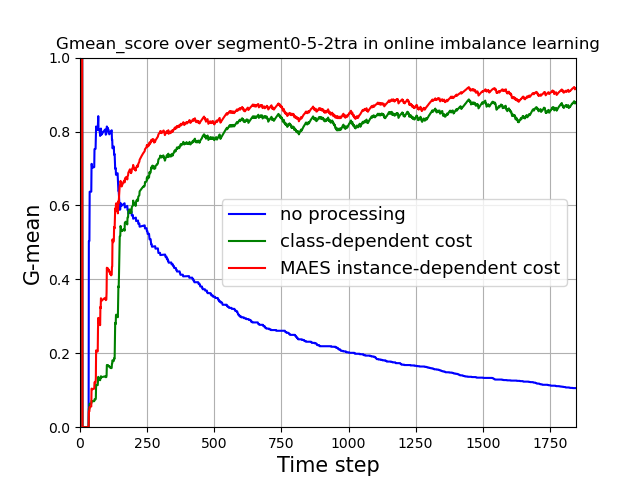 Gmean_score over segment0-5-2tra in online imbalance learning
1.0
0.8
0.6
0.4
0.2
0.0
G-mean
no processing
class-dependent cost
MAES instance-dependent cost
0 250 500 750 1000 1250 1500 1750
Time step